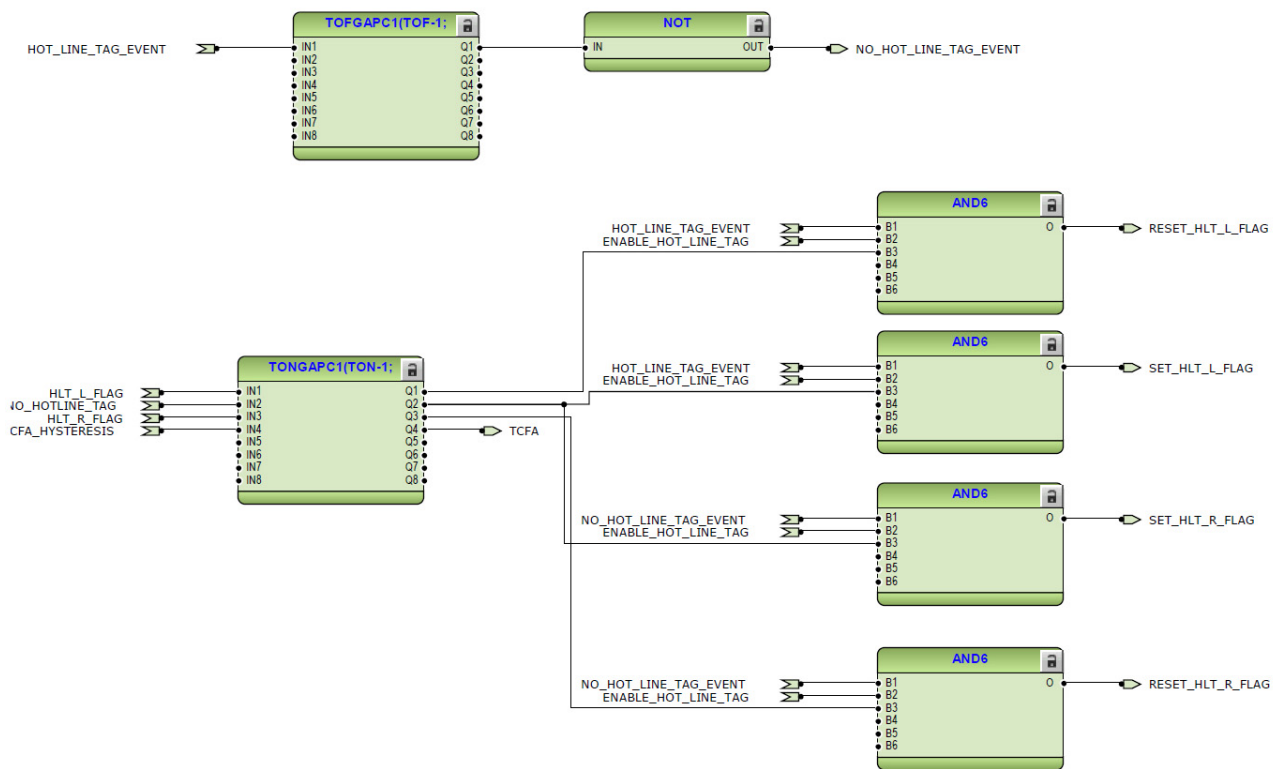 TOFGAPC1(TOF-1;
HOT_LINE_TAG_EVENT
IN1 Q1
IN2 Q2
IN3 Q3
IN4 Q4
IN5 Q5
IN6 Q6
IN7 Q7
IN8 Q8
NOT
IN OUT
NO_HOT_LINE_TAG_EVENT
AND6
HOT_LINE_TAG_EVENT B1 O RESET_HLT_L_FLAG
ENABLE_HOT_LINE_TAG B2
B3
B4
B5
B6
TONGAPC1(TON-1;
HLT_L_FLAG IN1 Q1
NO_HOTLINE_TAG IN2 Q2
HLT_R_FLAG IN3 Q3
CFA_HYSTERESIS IN4 Q4 TCFA
IN5 Q5
IN6 Q6
IN7 Q7
IN8 Q8
AND6
HOT_LINE_TAG_EVENT B1 O SET_HLT_L_FLAG
ENABLE_HOT_LINE_TAG B2
B3
B4
B5
B6
AND6
NO_HOT_LINE_TAG_EVENT B1 O SET_HLT_R_FLAG
ENABLE_HOT_LINE_TAG B2
B3
B4
B5
B6
AND6
NO_HOT_LINE_TAG_EVENT B1 O RESET_HLT_R_FLAG
ENABLE_HOT_LINE_TAG B2
B3
B4
B5
B6